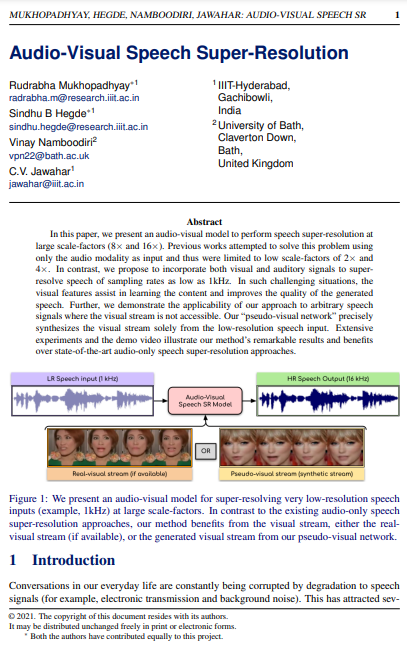 MUKHOPADHYAY, HEGDE, NAMBOODIRI, JAWAHAR: AUDIO-VISUAL SPEECH SR 1
Audio-Visual Speech Super-Resolution
Rudrabha Mukhopadhyay*1
radrabha.m@research.iiit.ac.in
Sindhu B Hegde*1
sindhu.hegde@research.iiit.ac.in
Vinay Namboodiri2
vpn22@bath.ac.uk
C.V. Jawahar1
jawahar@iiit.ac.in
1 IIIT-Hyderabad,
Gachibowli,
India
2 University of Bath,
Claverton Down,
Bath,
United Kingdom
Abstract
In this paper, we present an audio-visual model to perform speech super-resolution at
large scale-factors (8× and 16×). Previous works attempted to solve this problem using
only the audio modality as input and thus were limited to low scale-factors of 2× and
4×. In contrast, we propose to incorporate both visual and auditory signals to super-
resolve speech of sampling rates as low as 1kHz. In such challenging situations, the
visual features assist in learning the content and improves the quality of the generated
speech. Further, we demonstrate the applicability of our approach to arbitrary speech
signals where the visual stream is not accessible. Our "pseudo-visual network" precisely
synthesizes the visual stream solely from the low-resolution speech input. Extensive
experiments and the demo video illustrate our method's remarkable results and benefits
over state-of-the-art audio-only speech super-resolution approaches.
LR Speech input (1 kHz)
HR Speech Output (16 kHz)
Audio-Visual
Speech SR Model
OR
Real-visual stream (if available)
Pseudo-visual stream (synthetic stream)
Figure 1: We present an audio-visual model for super-resolving very low-resolution speech
inputs (example, 1kHz) at large scale-factors. In contrast to the existing audio-only speech
super-resolution approaches, our method benefits from the visual stream, either the real-
visual stream (if available), or the generated visual stream from our pseudo-visual network.
1 Introduction
Conversations in our everyday life are constantly being corrupted by degradation to speech
signals (for example, electronic transmission and background noise). This has attracted sev-
© 2021. The copyright of this document resides with its authors.
It may be distributed unchanged freely in print or electronic forms.
* Both the authors have contributed equally to this project.